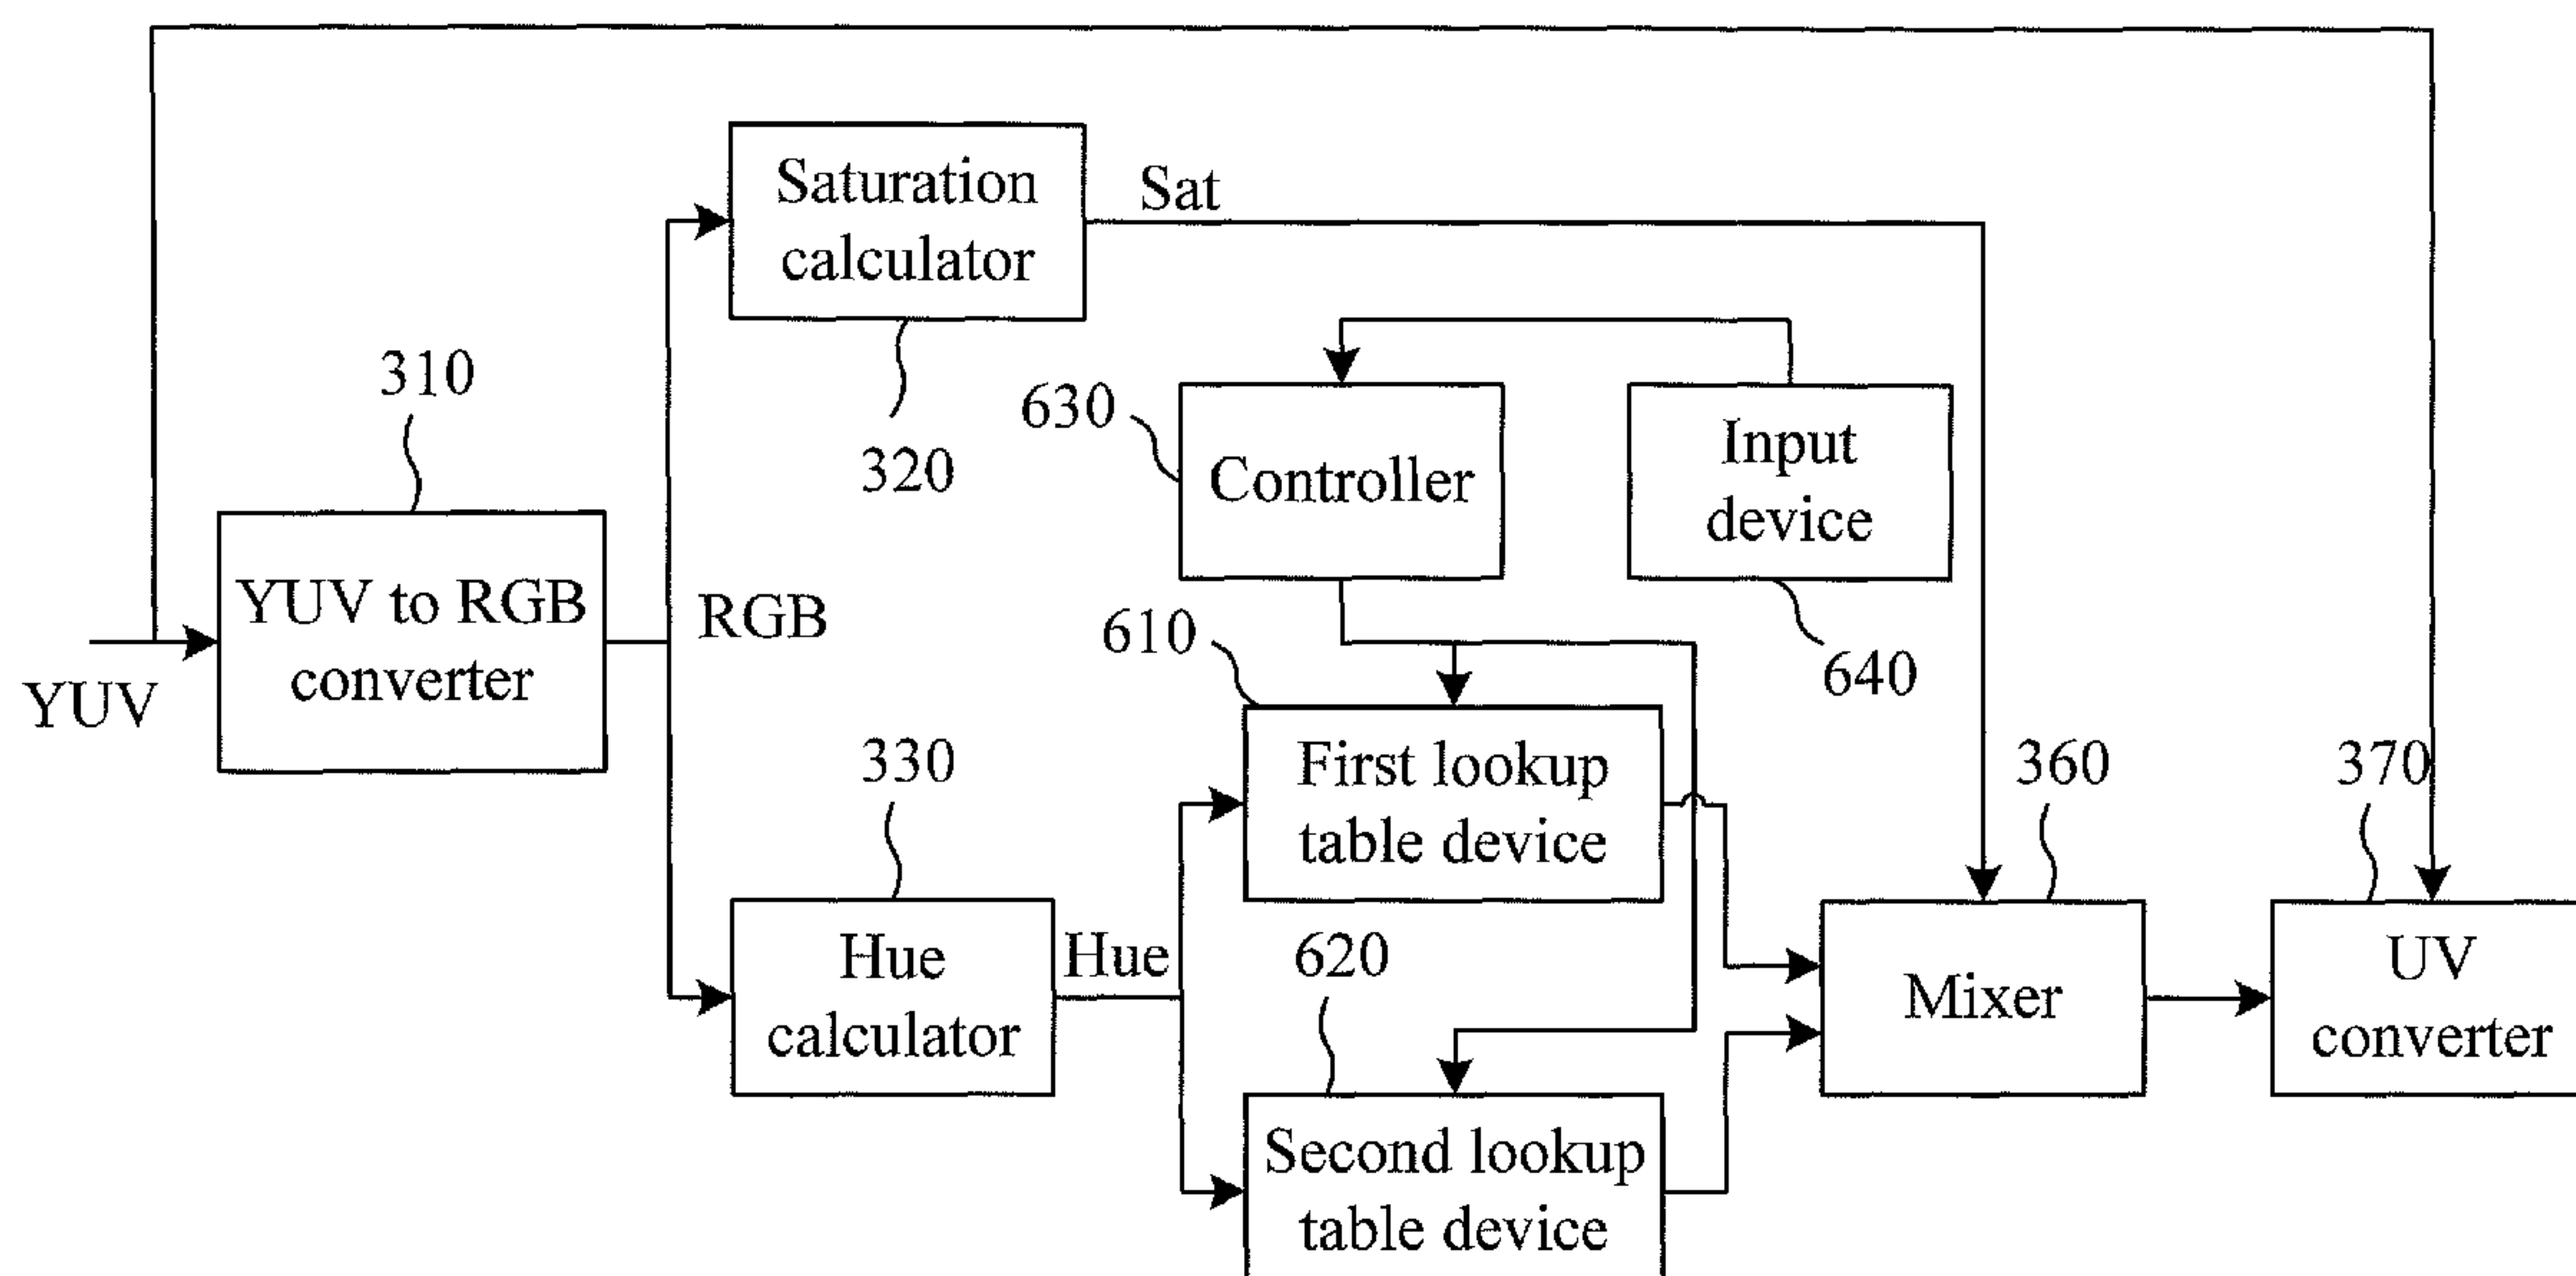 Saturation
calculator
Sat
320
310
YUV to RGB
converter
YUV
RGB
630
Controller
Input
device
640
610
First lookup
table device
330
Hue
calculator
Hue
620
Second lookup
table device
360
Mixer
370
UV
converter